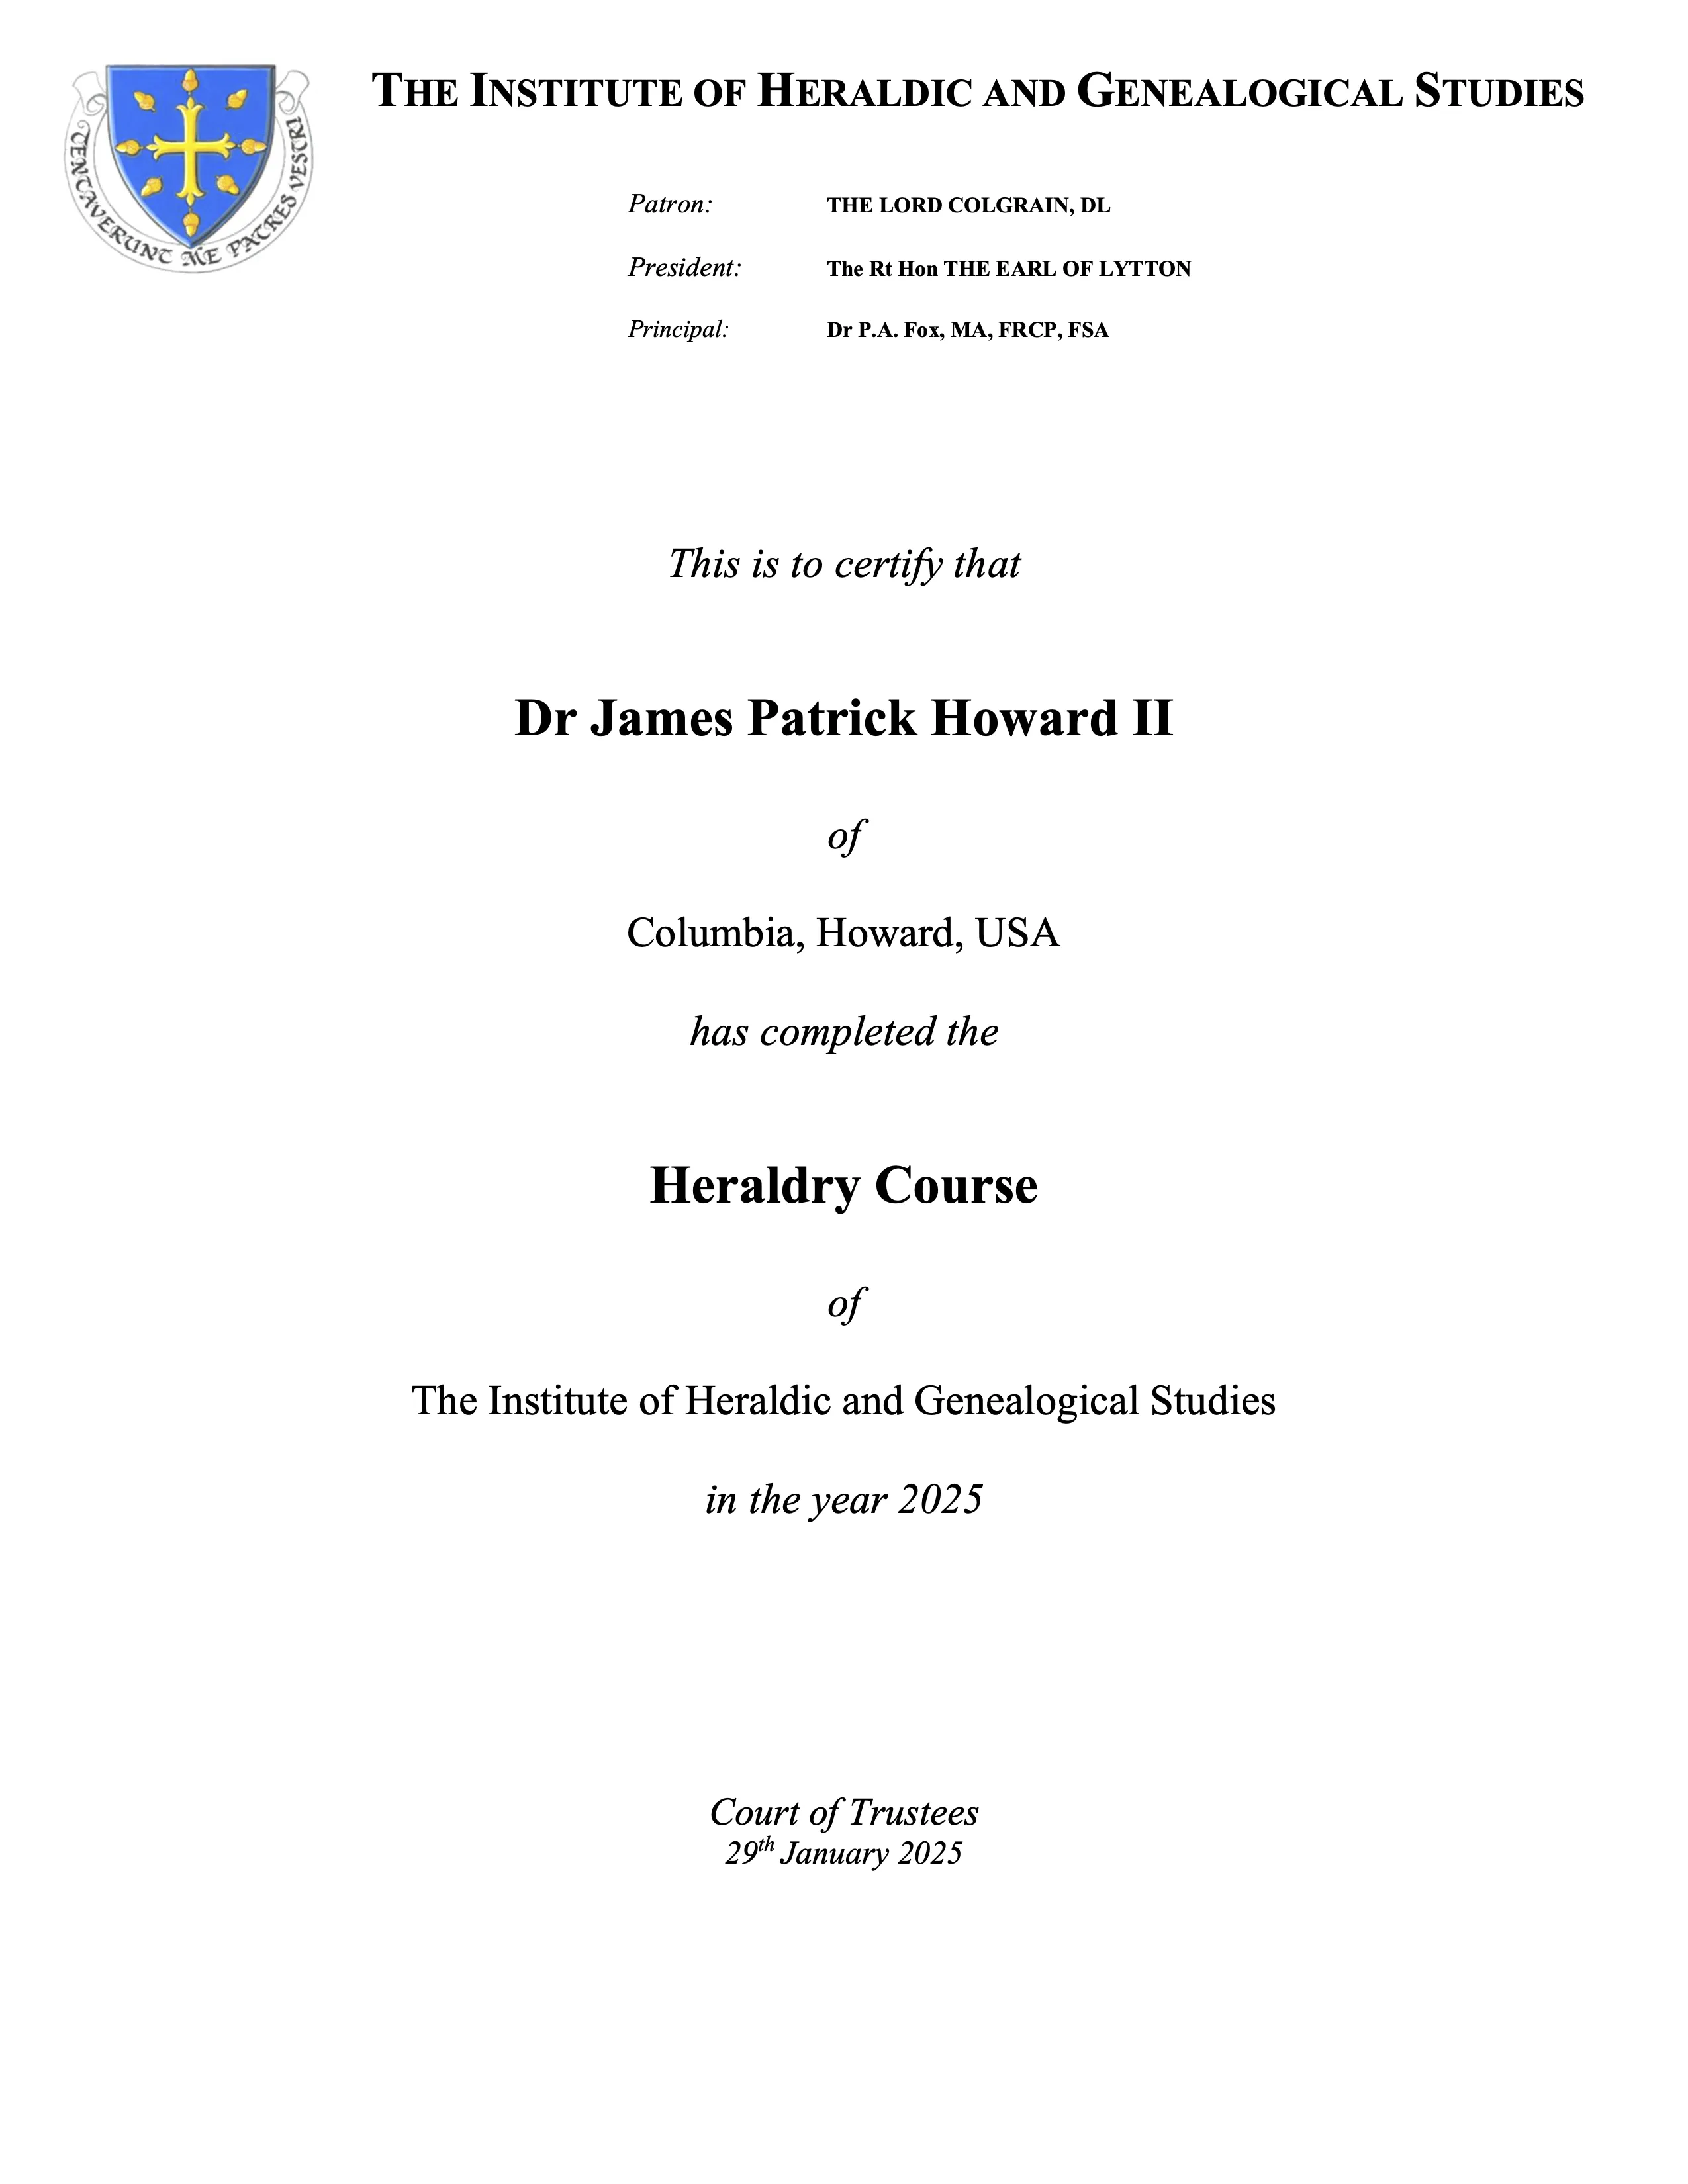 TENTAVERUNT ME PATRES VESTRI
THE INSTITUTE OF HERALDIC AND GENEALOGICAL STUDIES
Patron: THE LORD COLGRAIN, DL
President: The Rt Hon THE EARL OF LYTTON
Principal: Dr P.A. Fox, MA, FRCP, FSA
This is to certify that
Dr James Patrick Howard II
of
Columbia, Howard, USA
has completed the
Heraldry Course
of
The Institute of Heraldic and Genealogical Studies
in the year 2025
Court of Trustees
29th January 2025